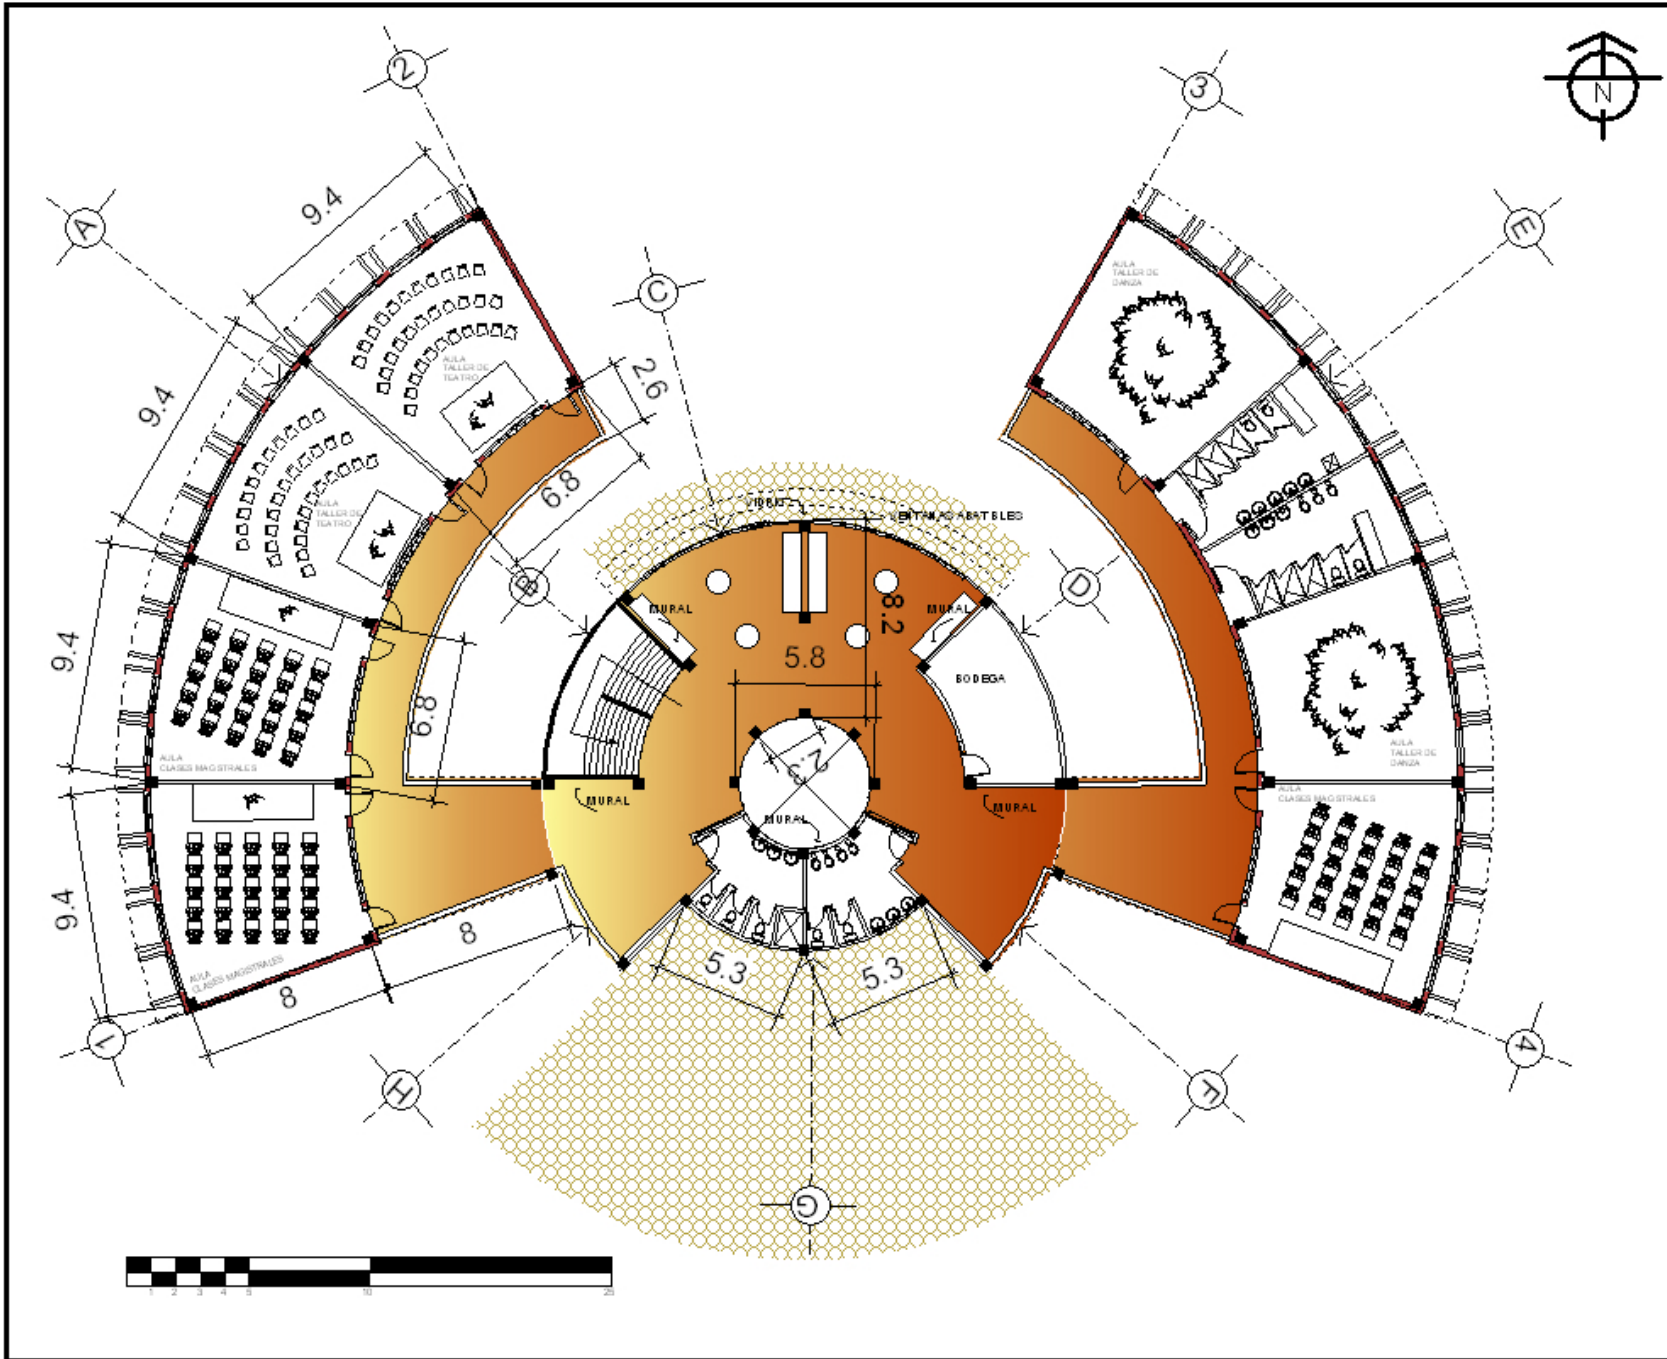 N
2
3
A
E
9.4
C
AULA
TALLER DE
DANZA
9.4
AULA
TALLER DE
TEATRO
2.6
6.8
AULA
TALLER DE
TEATRO
VIDRIO
VENTANAS ABATIBLES
B
D
MURAL
MURAL
8.2
5.8
9.4
6.8
BODEGA
AULA
TALLER DE
DANZA
AULA
CLASES MAGISTRALES
2.3
MURAL
MURAL
MURAL
AULA
CLASES MAGISTRALES
9.4
8
5.3
5.3
AULA
CLASES MAGISTRALES
8
1
4
H
F
G
1 2 3 4 5 10 25